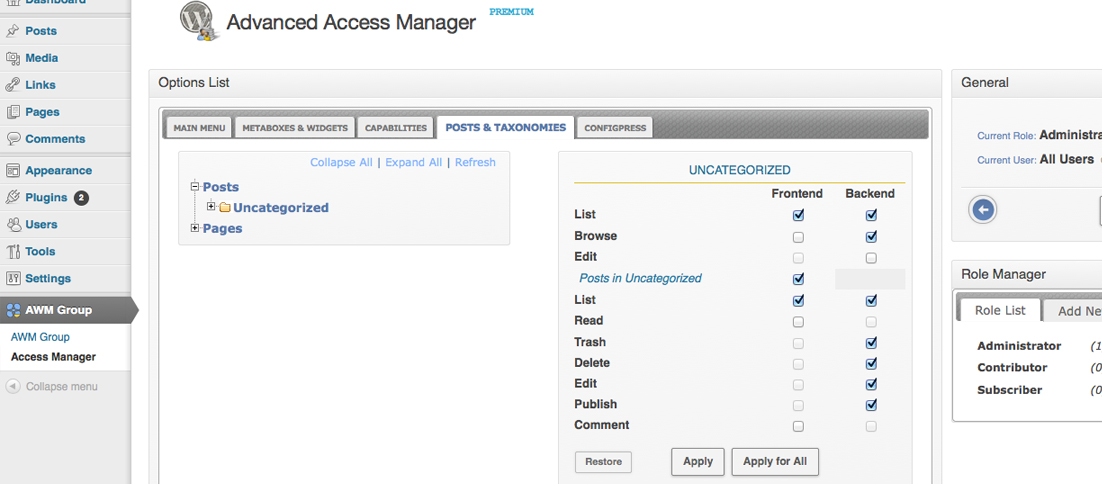 Dashboard
Posts
Media
Links
Pages
Comments
Appearance
Plugins 2
Users
Tools
Settings
AWM Group
AWM Group
Access Manager
Collapse menu
Advanced Access Manager PREMIUM
Options List
MAIN MENU METABOXES & WIDGETS CAPABILITIES POSTS & TAXONOMIES CONFIGPRESS
Collapse All | Expand All | Refresh
Posts
Uncategorized
Pages
UNCATEGORIZED
Frontend Backend
List
Browse
Edit
Posts in Uncategorized
List
Read
Trash
Delete
Edit
Publish
Comment
Restore Apply Apply for All
General
Current Role: Administra
Current User: All Users
Role Manager
Role List Add Ne
Administrator (1
Contributor (0
Subscriber (0